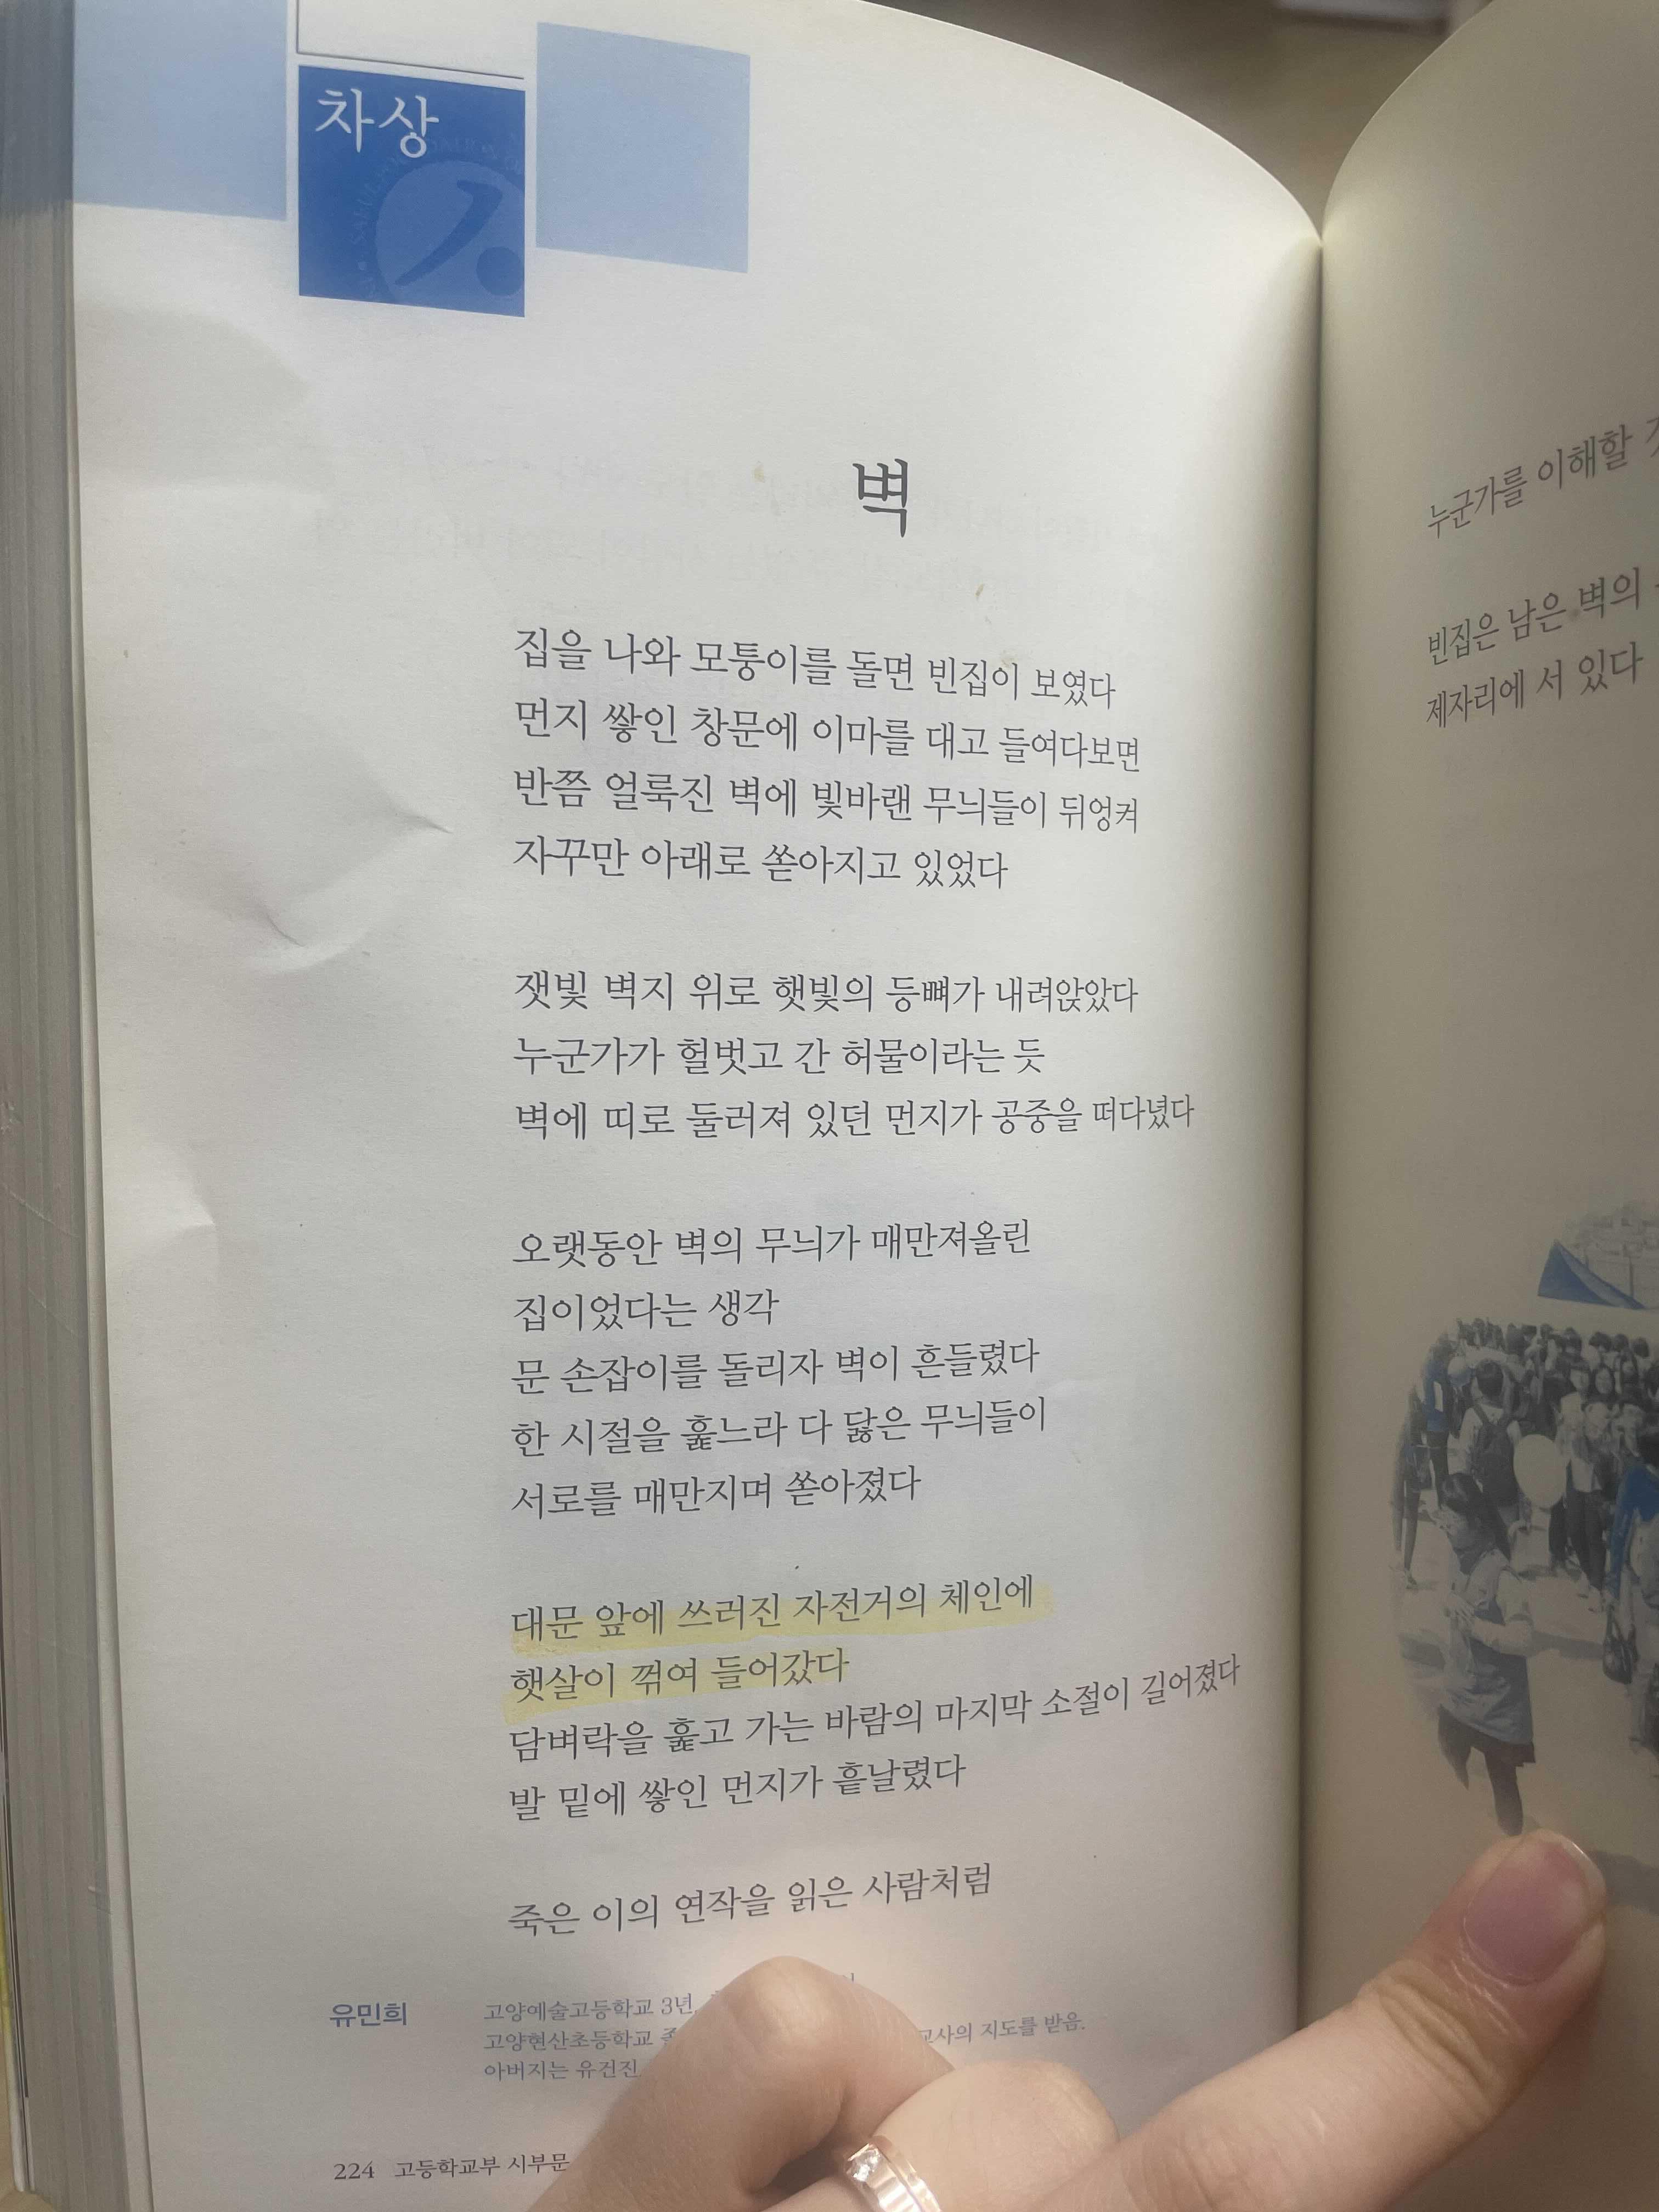 차상
벽
집을 나와 모퉁이를 돌면 빈집이 보였다
먼지 쌓인 창문에 이마를 대고 들여다보면
반쯤 얼룩진 벽에 빛바랜 무늬들이 뒤엉켜
자꾸만 아래로 쏟아지고 있었다
잿빛 벽지 위로 햇빛의 등뼈가 내려앉았다
누군가가 헐벗고 간 허물이라는 듯
벽에 띠로 둘러져 있던 먼지가 공중을 떠다녔다
오랫동안 벽의 무늬가 매만져올린
집이었다는 생각
문 손잡이를 돌리자 벽이 흔들렸다
한 시절을 훑느라 다 닳은 무늬들이
서로를 매만지며 쏟아졌다
대문 앞에 쓰러진 자전거의 체인에
햇살이 꺾여 들어갔다
담벼락을 훑고 가는 바람의 마지막 소절이 길어졌다
발 밑에 쌓인 먼지가 흩날렸다
죽은 이의 연작을 읽은 사람처럼
유민희
고양예술고등학교 3년.
고양현산초등학교 교사의 지도를 받음.
아버지는 유건진
224 고등학교부 시부문
누군가를 이해할
빈집은 남은 벽의
제자리에 서 있다